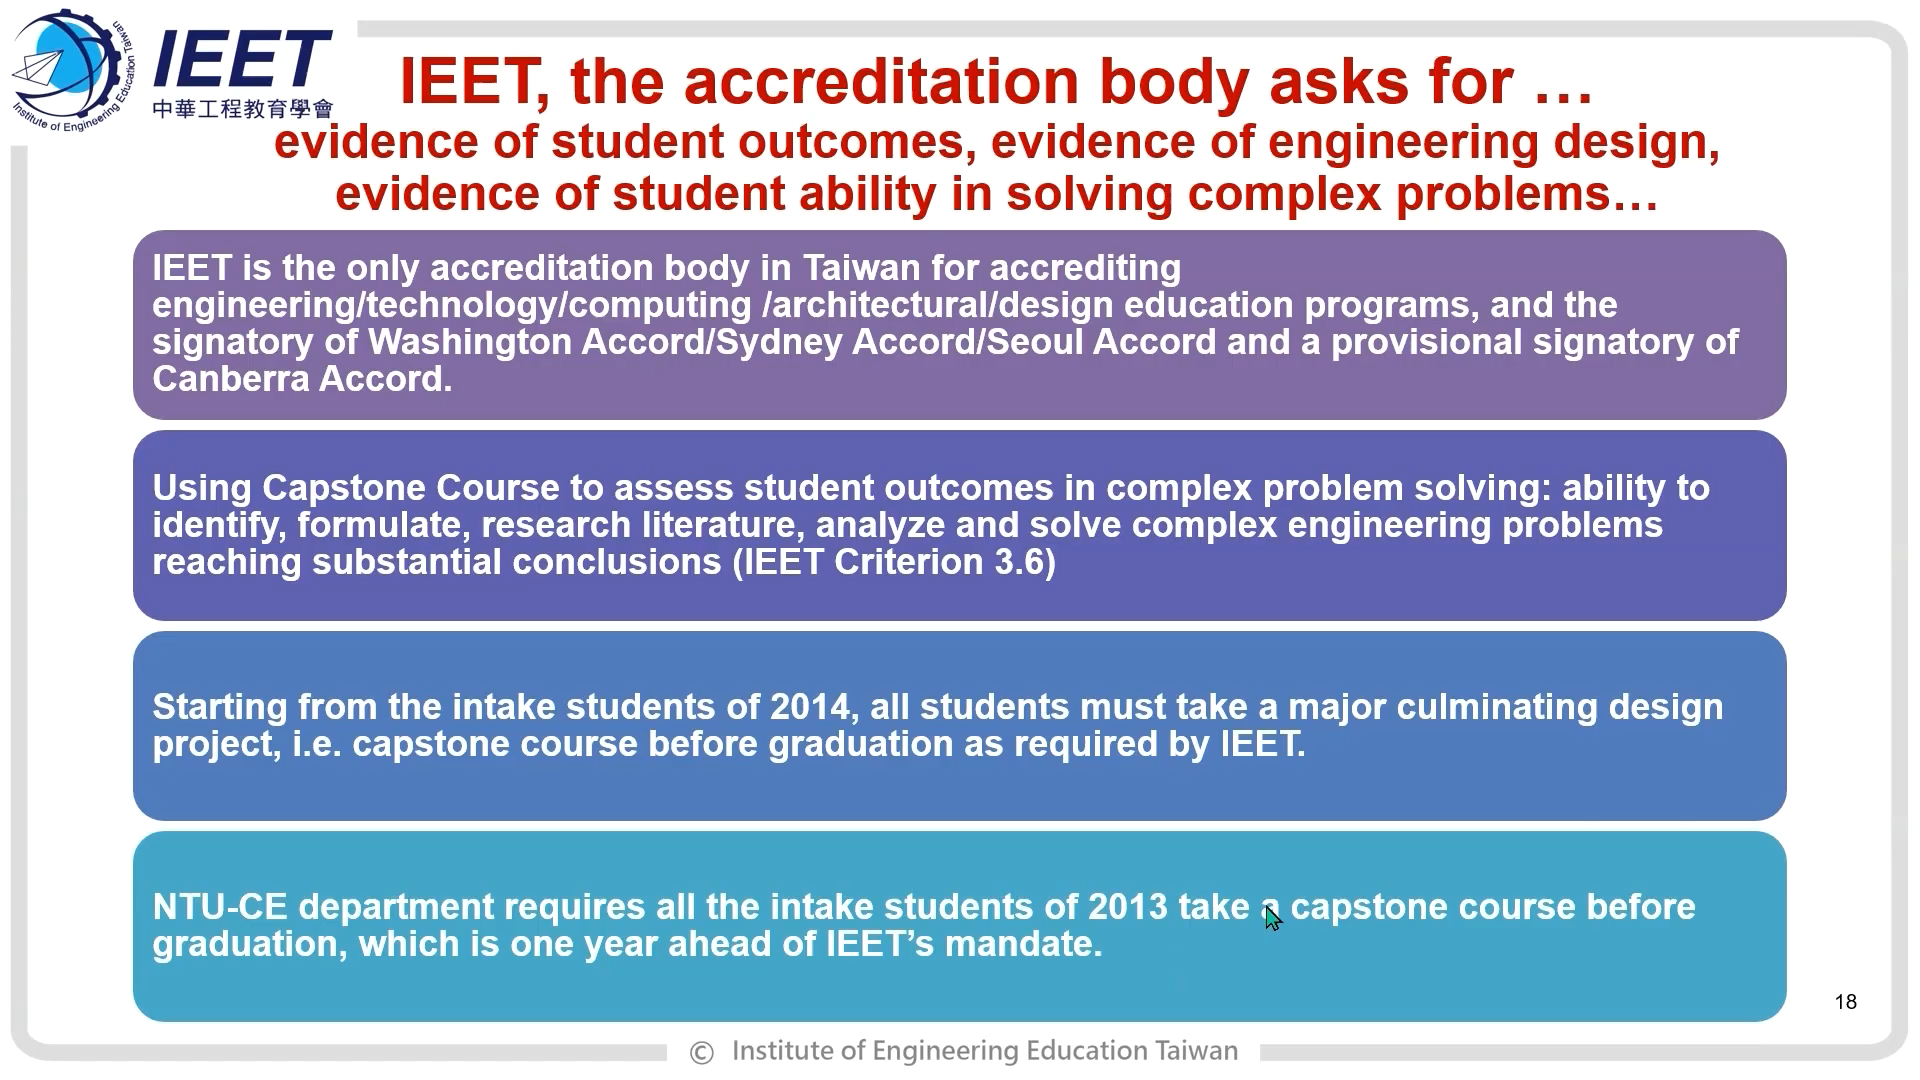 Institute of Engineering Education Taiwan
IEET
中華工程教育學會
IEET, the accreditation body asks for …
evidence of student outcomes, evidence of engineering design,
evidence of student ability in solving complex problems…
IEET is the only accreditation body in Taiwan for accrediting
engineering/technology/computing /architectural/design education programs, and the
signatory of Washington Accord/Sydney Accord/Seoul Accord and a provisional signatory of
Canberra Accord.
Using Capstone Course to assess student outcomes in complex problem solving: ability to
identify, formulate, research literature, analyze and solve complex engineering problems
reaching substantial conclusions (IEET Criterion 3.6)
Starting from the intake students of 2014, all students must take a major culminating design
project, i.e. capstone course before graduation as required by IEET.
NTU-CE department requires all the intake students of 2013 take a capstone course before
graduation, which is one year ahead of IEET’s mandate.
18
© Institute of Engineering Education Taiwan